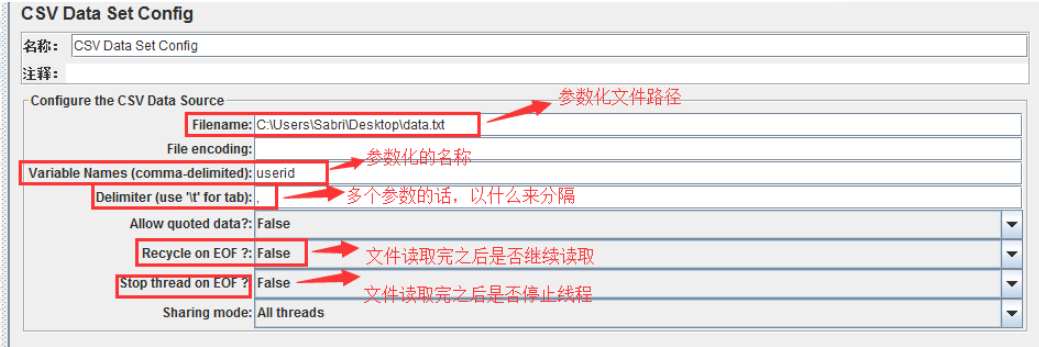 CSV Data Set Config
名称： CSV Data Set Config
注释：
Configure the CSV Data Source
参数化文件路径
Filename: C:\Users\Sabri\Desktop\data.txt
File encoding:
参数化的名称
Variable Names (comma-delimited): userid
Delimiter (use '\t' for tab): , 多个参数的话，以什么来分隔
Allow quoted data?: False
Recycle on EOF ?: False 文件读取完之后是否继续读取
Stop thread on EOF ? False 文件读取完之后是否停止线程
Sharing mode: All threads